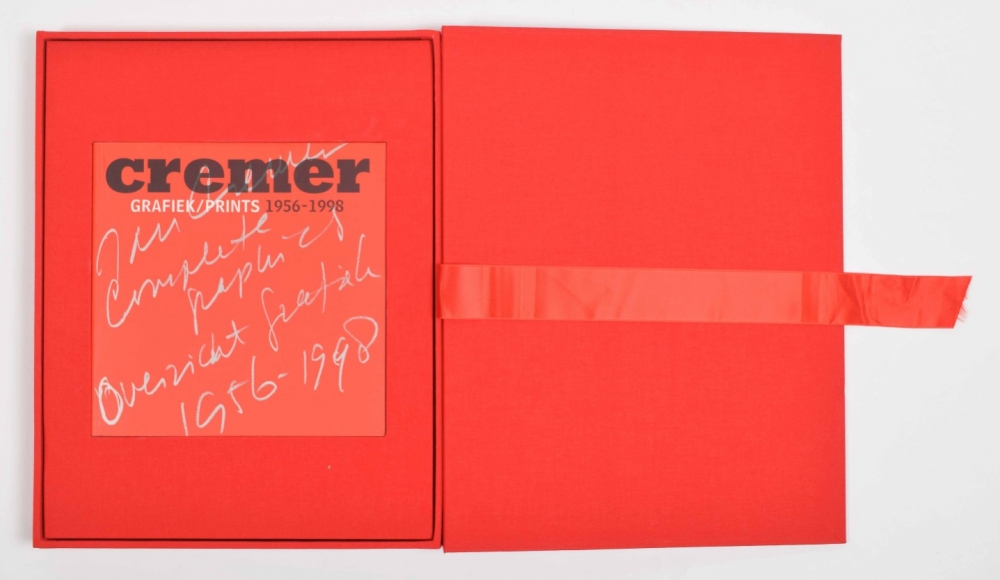 cremer
GRAFIEK/PRINTS 1956-1998
Jan Cremer
Complete
graphics
Overzicht grafiek
1956-1998